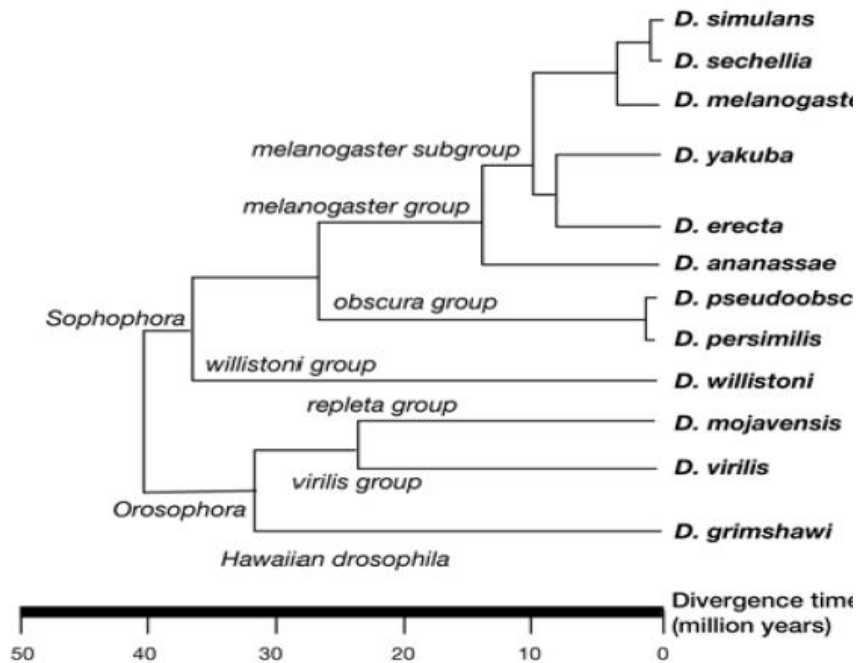 D. simulans
D. sechellia
D. melanogaste
melanogaster subgroup
D. yakuba
melanogaster group
D. erecta
D. ananassae
obscura group
D. pseudoobsc
Sophophora
D. persimilis
willistoni group
D. willistoni
repleta group
D. mojavensis
D. virilis
virilis group
Orosophora
D. grimshawi
Hawaiian drosophila
Divergence time
(million years)
50 40 30 20 10 0